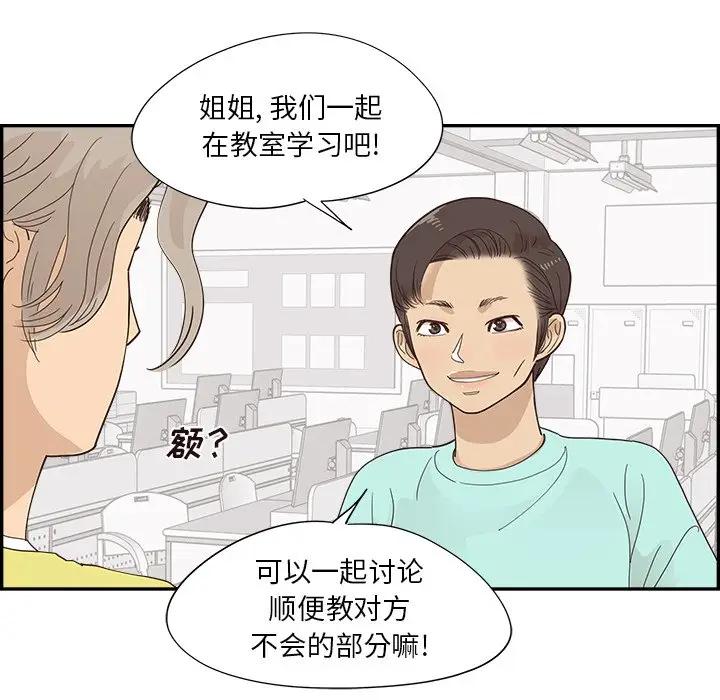 姐姐, 我们一起
在教室学习吧!
额?
可以一起讨论
顺便教对方
不会的部分嘛!